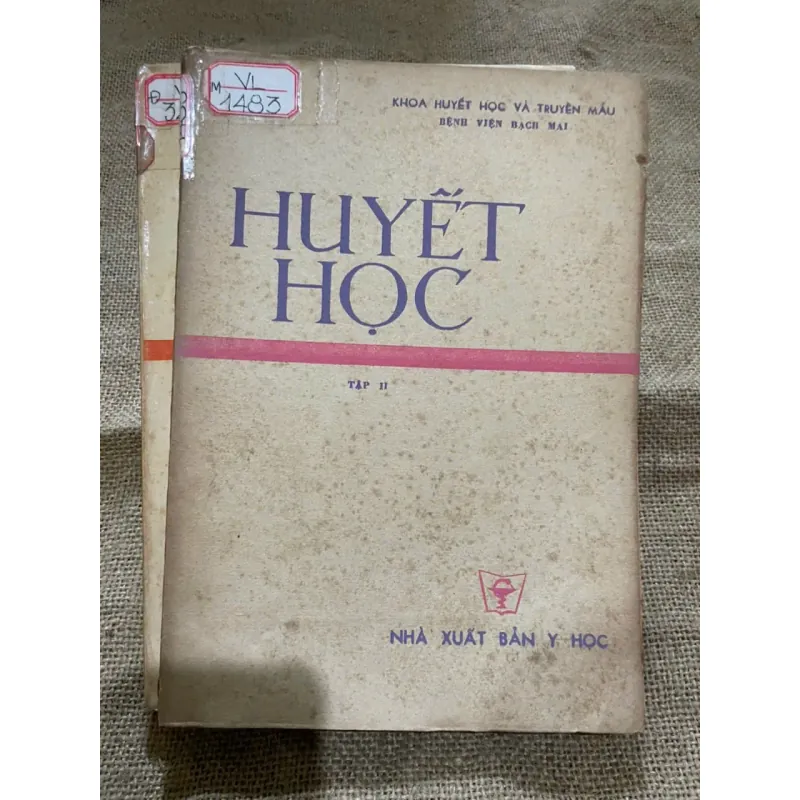 VL
M 1483
Đ
KHOA HUYẾT HỌC VÀ TRUYỀN MÁU
BỆNH VIỆN BẠCH MAI
HUYẾT
HỌC
TẬP II
NHÀ XUẤT BẢN Y HỌC